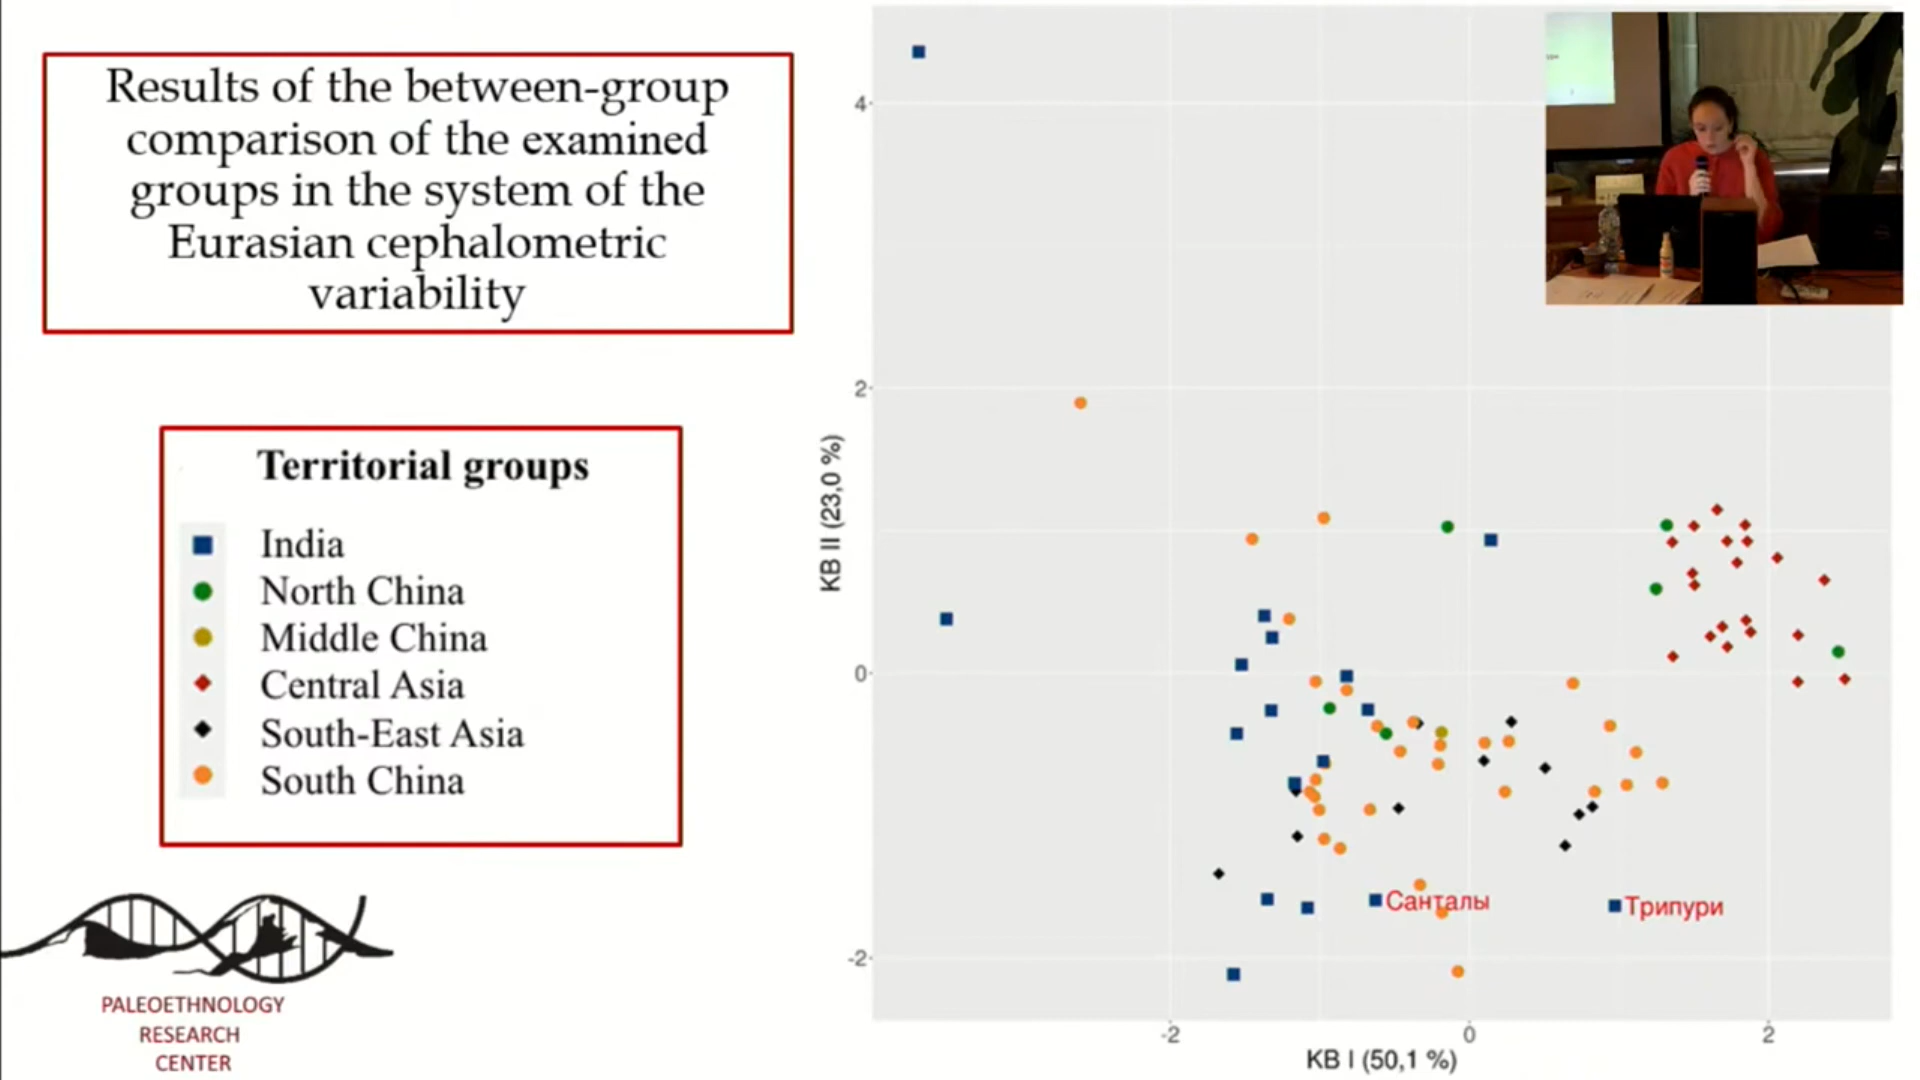 Results of the between-group
comparison of the examined
groups in the system of the
Eurasian cephalometric
variability
Territorial groups
India
North China
Middle China
Central Asia
South-East Asia
South China
PALEOETHNOLOGY
RESEARCH
CENTER
4
2
0
-2
КВ II (23,0 %)
Санталы
Трипури
-2
0
2
КВ I (50,1 %)